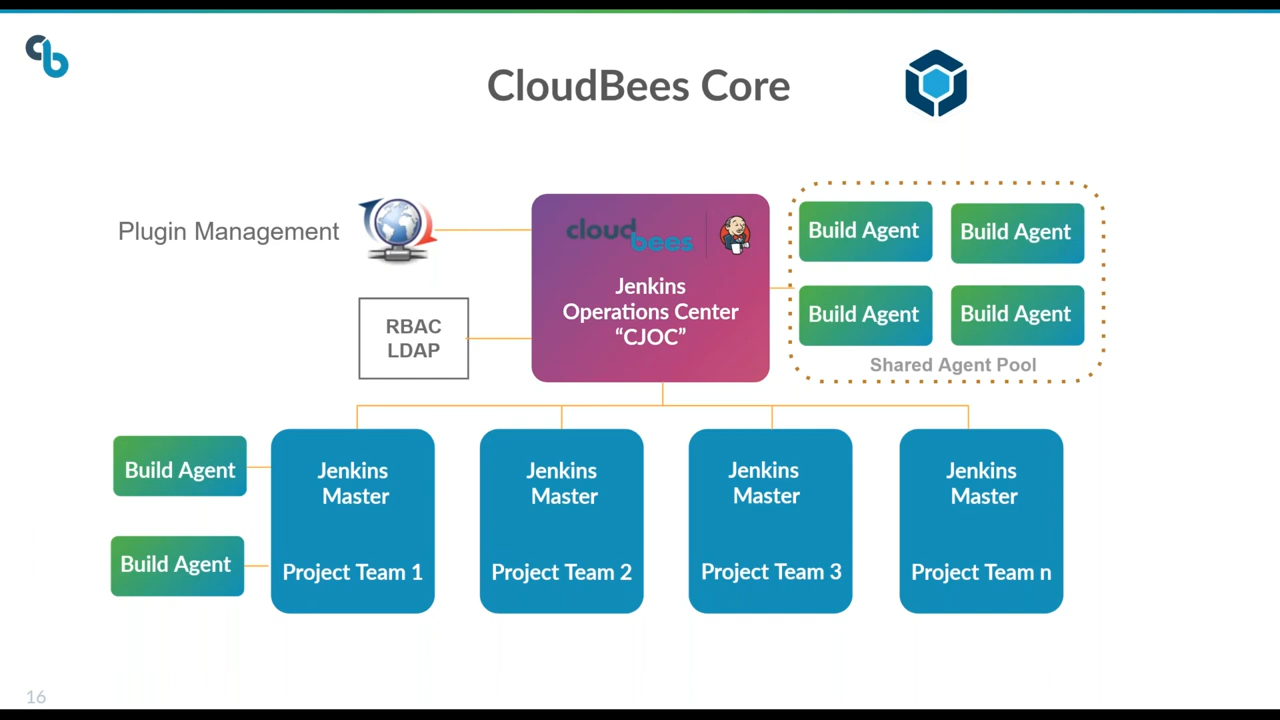 cb
CloudBees Core
Plugin Management
cloudbees
Jenkins
Operations Center
“CJOC”
RBAC
LDAP
Build Agent
Build Agent
Build Agent
Build Agent
Shared Agent Pool
Build Agent
Build Agent
Jenkins
Master
Project Team 1
Jenkins
Master
Project Team 2
Jenkins
Master
Project Team 3
Jenkins
Master
Project Team n
16